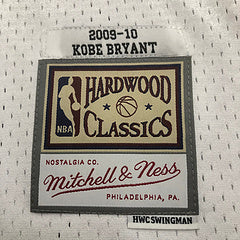 2009-10
KOBE BRYANT
HARDWOOD
NBA
CLASSICS
NOSTALGIA CO.
Mitchell & Ness
PHILADELPHIA, PA.
HWC SWINGMAN